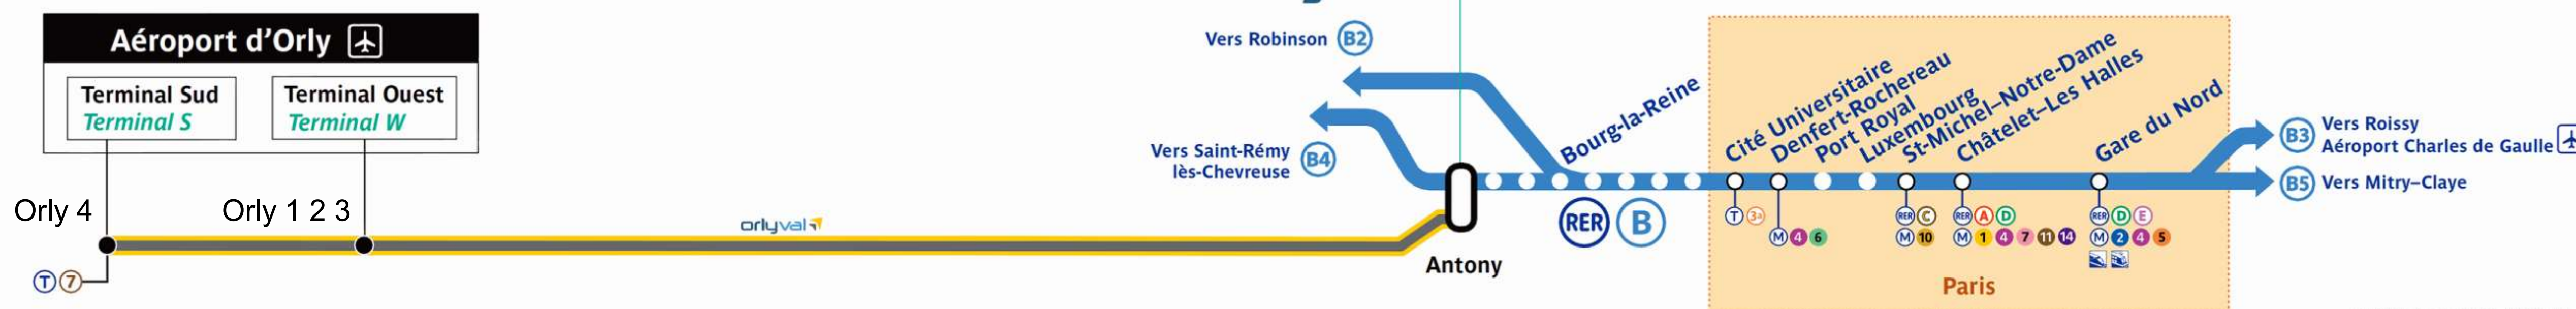 Aéroport d'Orly
Terminal Sud
Terminal S
Terminal Ouest
Terminal W
Orly 4
Orly 1 2 3
T 7
orlyval
Vers Robinson B2
Vers Saint-Rémy
lès-Chevreuse B4
Antony
Bourg-la-Reine
RER B
Cité Universitaire
Denfert-Rochereau
Port Royal
Luxembourg
St-Michel–Notre-Dame
Châtelet–Les Halles
Gare du Nord
T 3a
M 4 6
RER C
M 10
RER A D
M 1 4 7 11 14
RER D E
M 2 4 5
Paris
B3 Vers Roissy
Aéroport Charles de Gaulle
B5 Vers Mitry–Claye